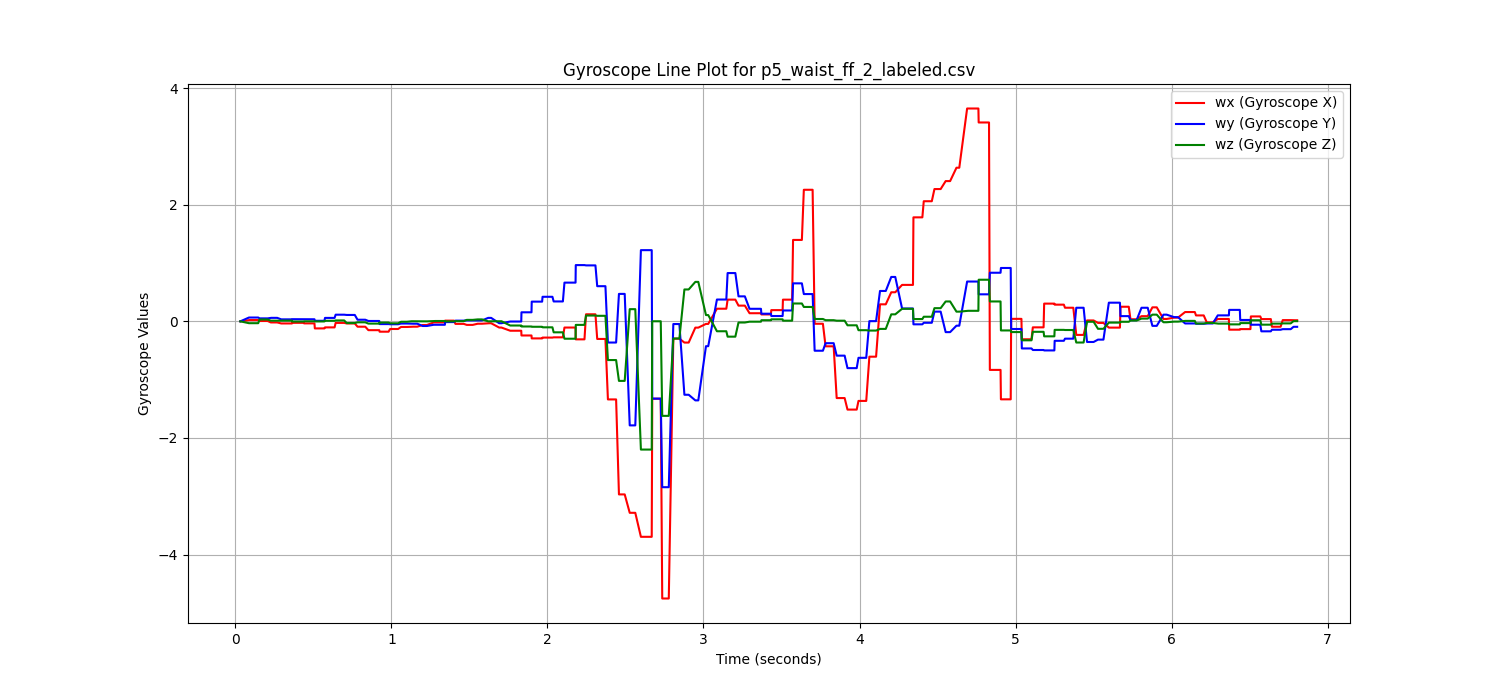 Gyroscope Line Plot for p5_waist_ff_2_labeled.csv
wx (Gyroscope X)
wy (Gyroscope Y)
wz (Gyroscope Z)
Gyroscope Values
4
2
0
−2
−4
0 1 2 3 4 5 6 7
Time (seconds)